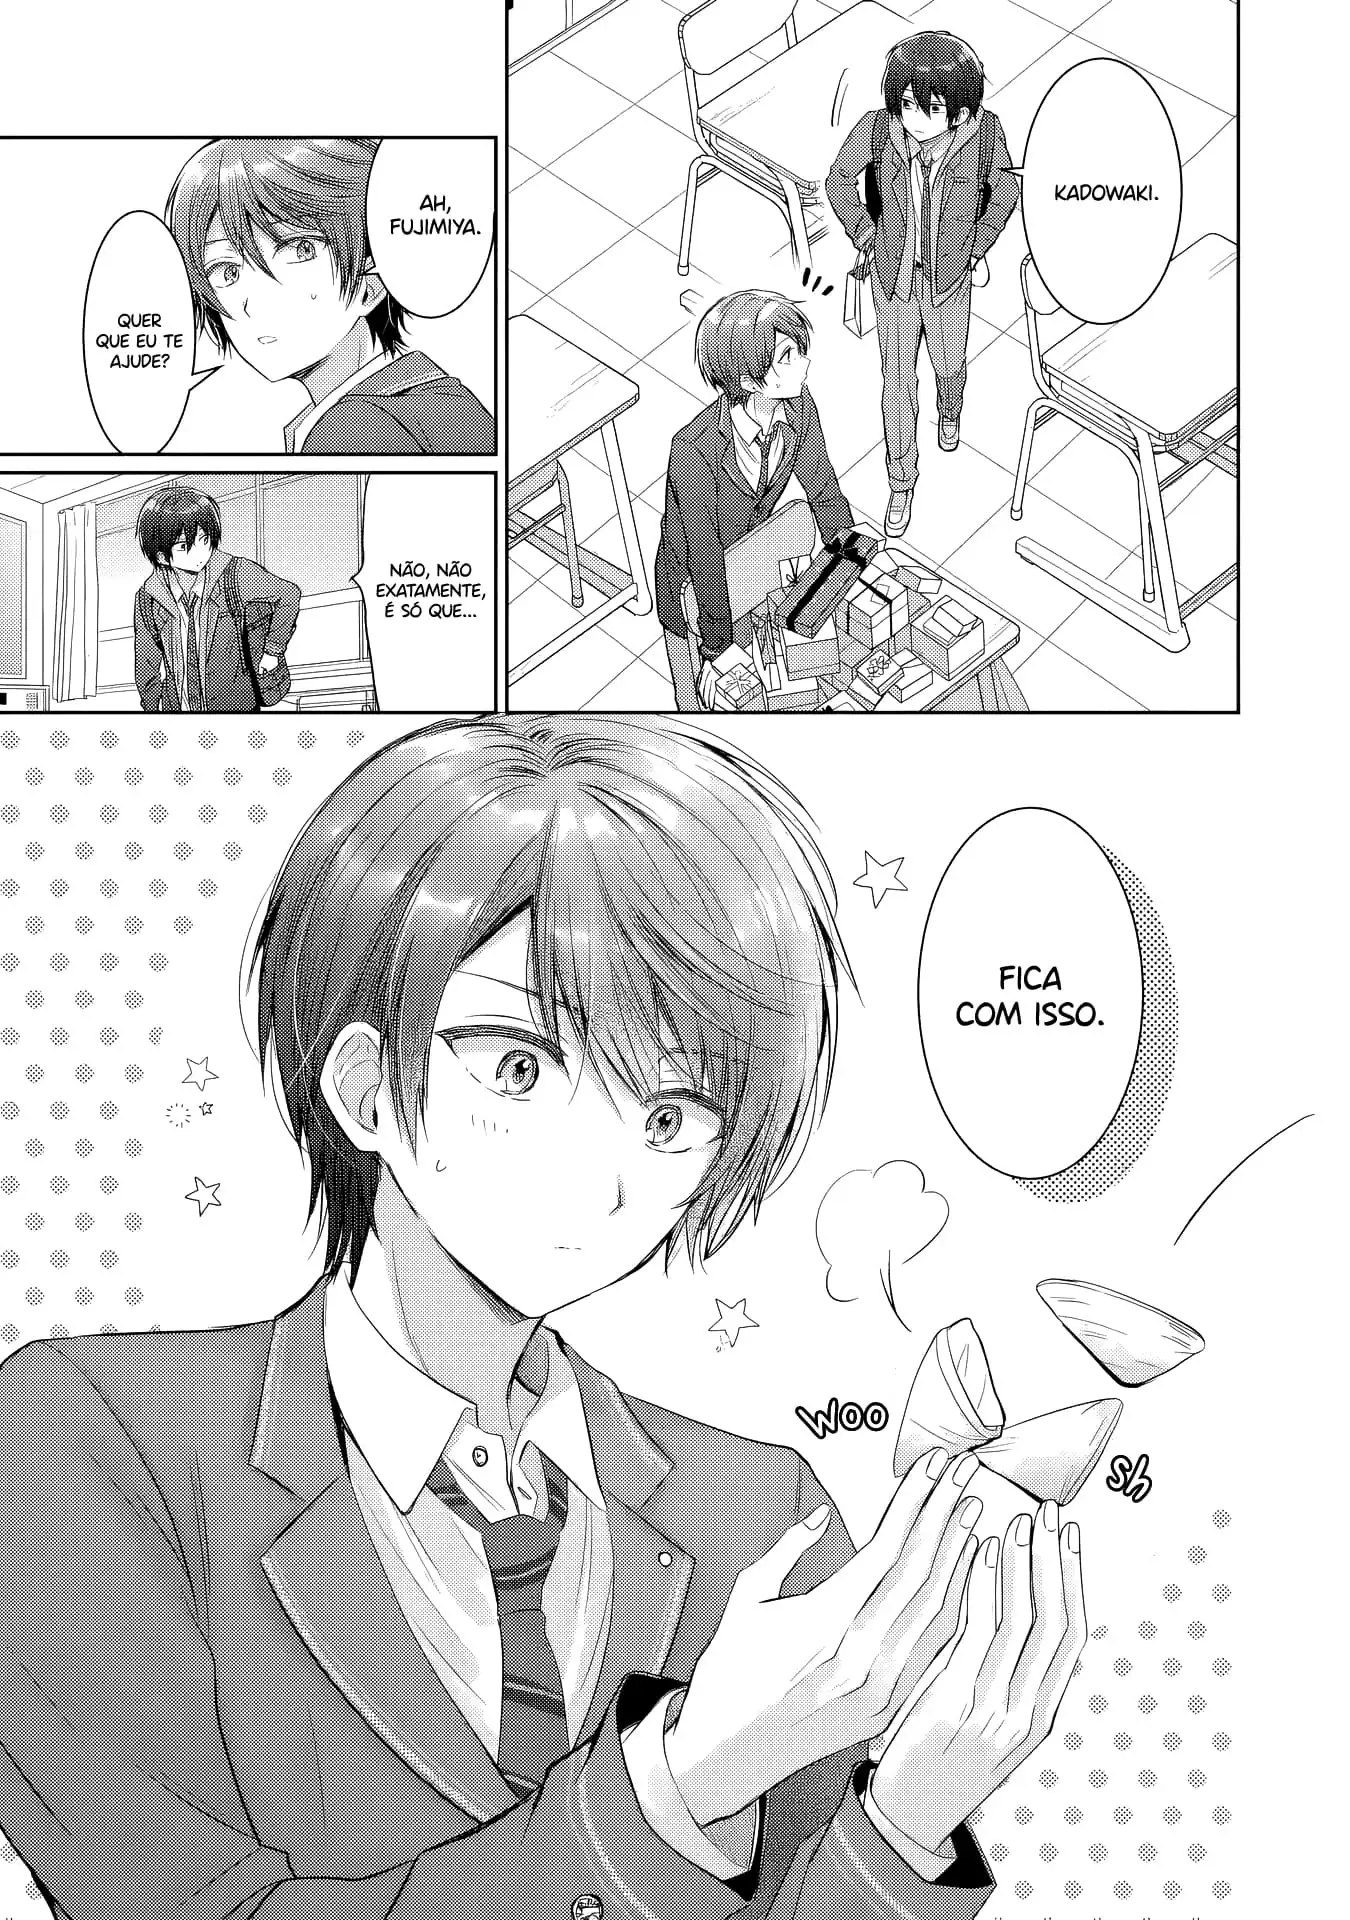 KADOWAKI.
AH,
FUJIMIYA.
QUER
QUE EU TE
AJUDE?
NÃO, NÃO
EXATAMENTE,
É SÓ QUE...
FICA
COM ISSO.
WOO
Sh